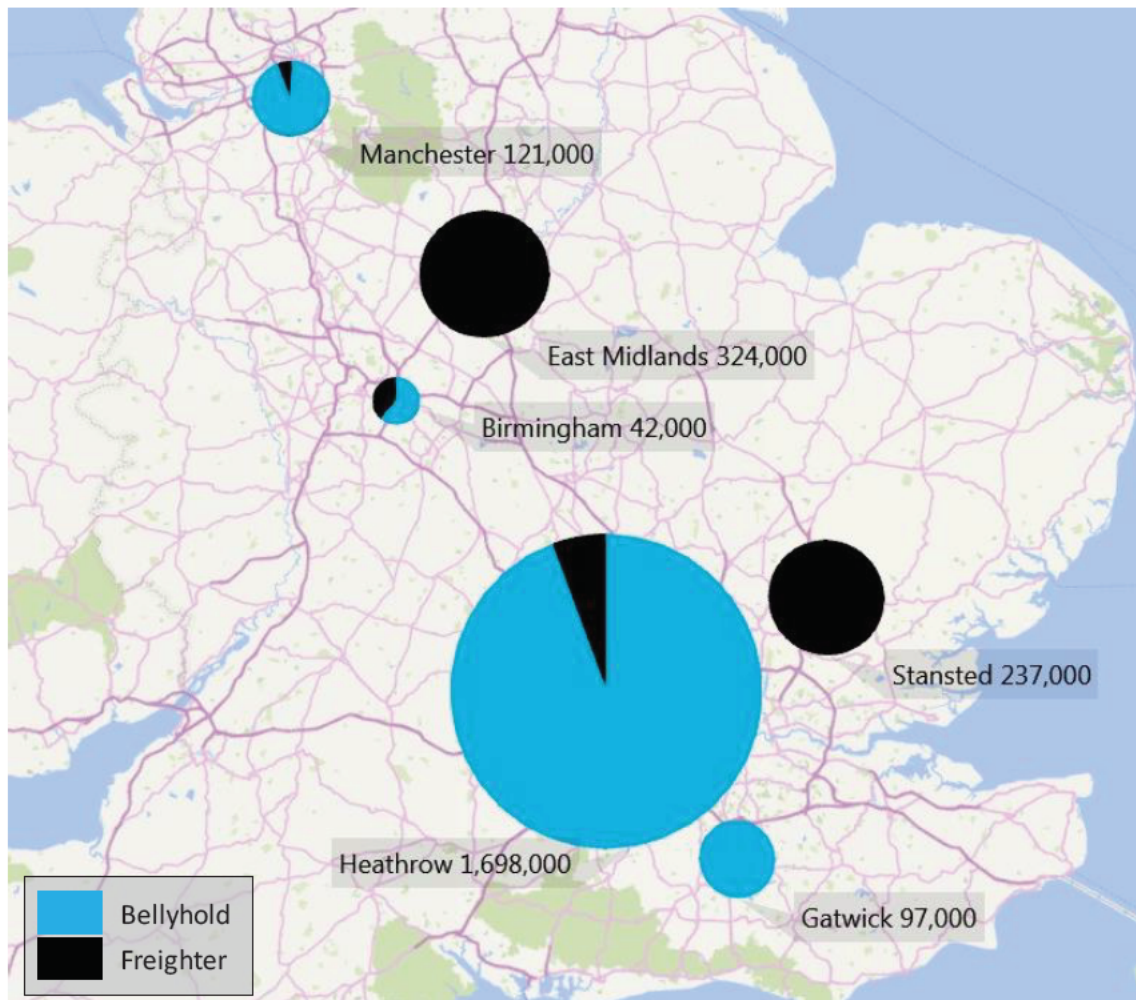 Manchester 121,000
East Midlands 324,000
Birmingham 42,000
Stansted 237,000
Heathrow 1,698,000
Gatwick 97,000
Bellyhold
Freighter